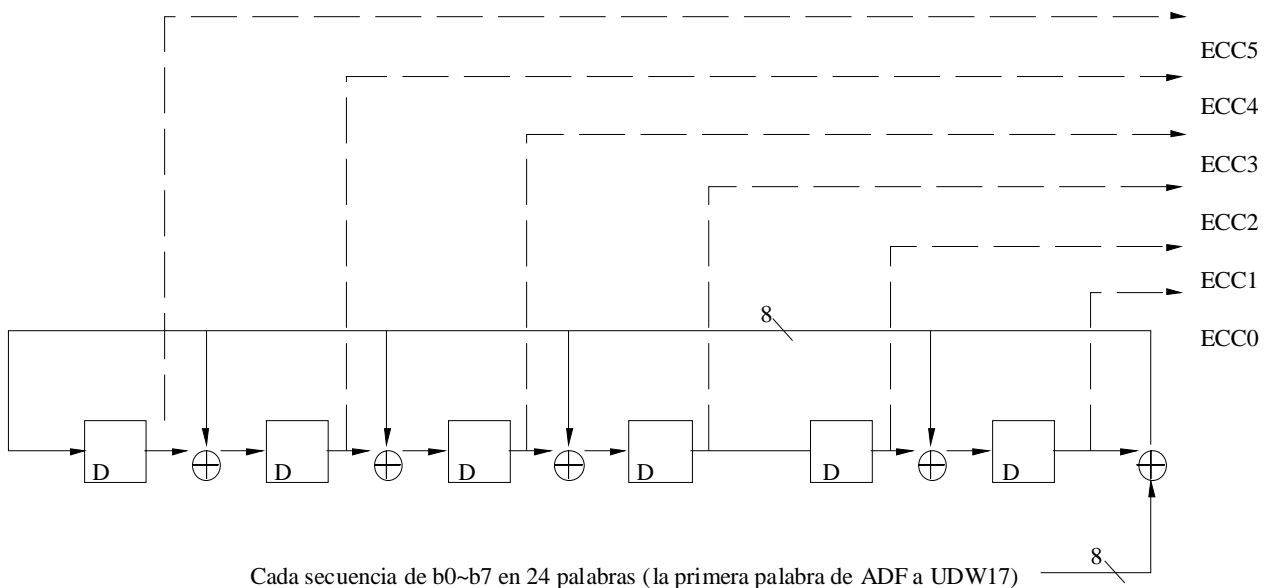 ECC5
ECC4
ECC3
ECC2
ECC1
ECC0
8
D
D
D
D
D
D
8
Cada secuencia de b0~b7 en 24 palabras (la primera palabra de ADF a UDW17)